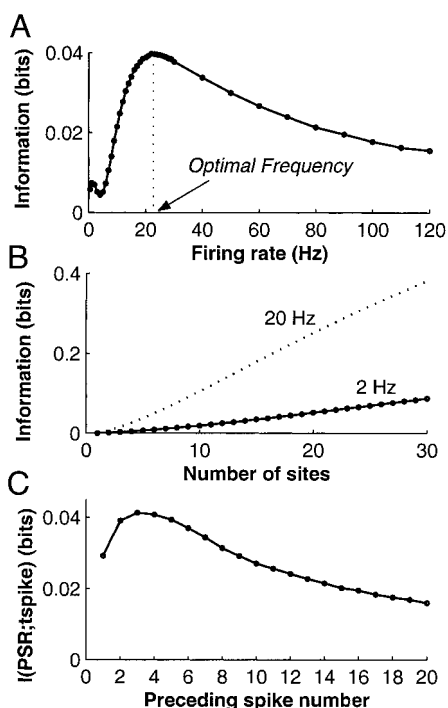 A
Information (bits)
0.04
0.02
0
0 20 40 60 80 100 120
Optimal Frequency
Firing rate (Hz)
B
Information (bits)
0.4
0.2
0
20 Hz
2 Hz
0 10 20 30
Number of sites
C
I(PSR;tspike) (bits)
0.04
0.02
0
0 2 4 6 8 10 12 14 16 18 20
Preceding spike number